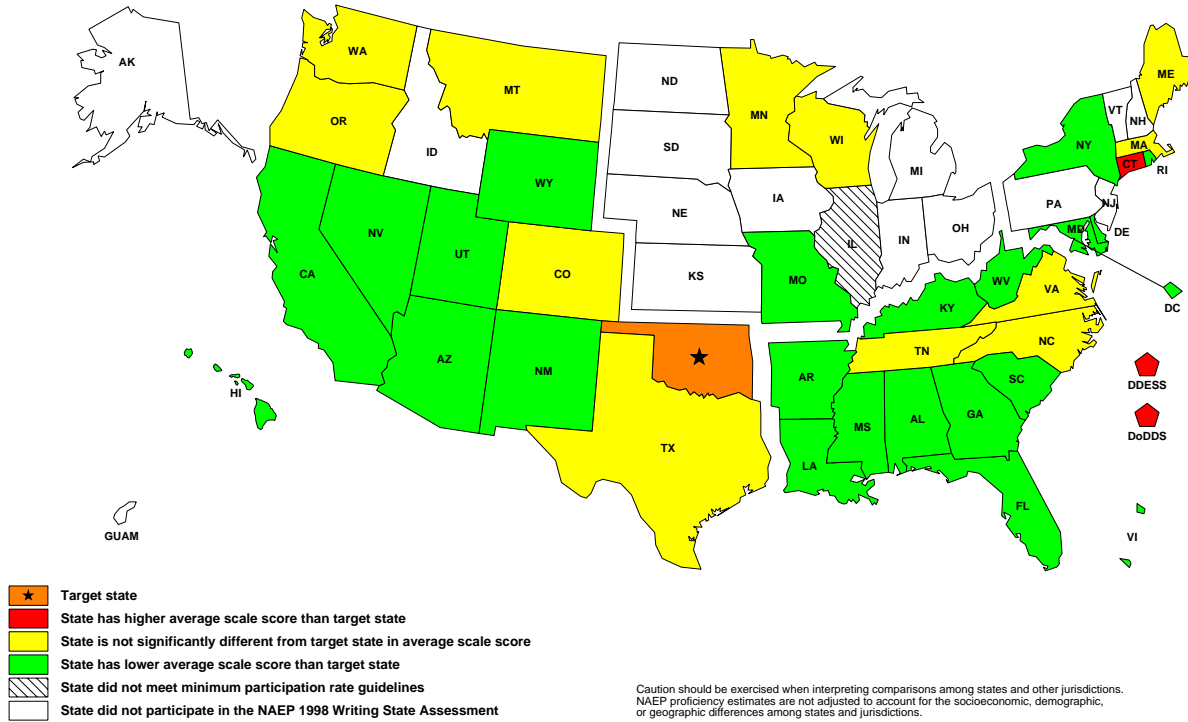 AK
WA
MT
ND
MN
ME
VT
NH
OR
ID
SD
WI
MI
NY
MA
CT
RI
WY
NE
IA
PA
NJ
NV
UT
CO
KS
MO
IL
IN
OH
MD
DE
CA
WV
VA
KY
DC
AZ
NM
TN
NC
AR
SC
DDESS
HI
TX
MS
AL
GA
DoDDS
LA
FL
GUAM
VI
Target state
State has higher average scale score than target state
State is not significantly different from target state in average scale score
State has lower average scale score than target state
State did not meet minimum participation rate guidelines
State did not participate in the NAEP 1998 Writing State Assessment
Caution should be exercised when interpreting comparisons among states and other jurisdictions.
NAEP proficiency estimates are not adjusted to account for the socioeconomic, demographic,
or geographic differences among states and jurisdictions.